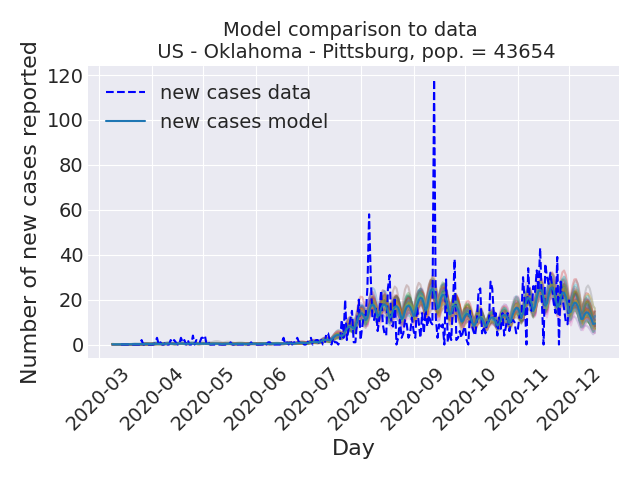 Model comparison to data
US - Oklahoma - Pittsburg, pop. = 43654
new cases data
new cases model
Number of new cases reported
120
100
80
60
40
20
0
2020-03
2020-04
2020-05
2020-06
2020-07
2020-08
2020-09
2020-10
2020-11
2020-12
Day